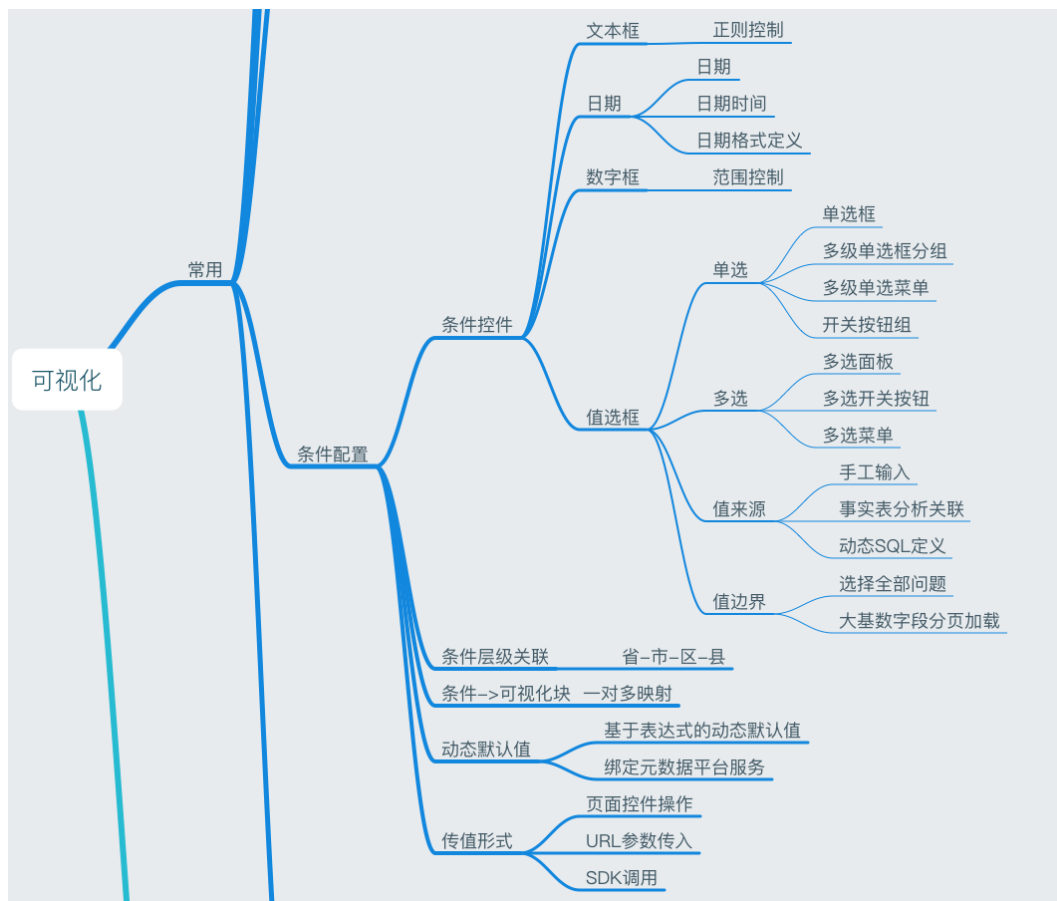 文本框
正则控制
日期
日期
日期时间
日期格式定义
数字框
范围控制
单选框
多级单选框分组
单选
多级单选菜单
开关按钮组
常用
条件控件
多选面板
可视化
多选
多选开关按钮
值选框
多选菜单
条件配置
手工输入
值来源
事实表分析关联
动态SQL定义
选择全部问题
值边界
大基数字段分页加载
条件层级关联
省-市-区-县
条件->可视化块
一对多映射
基于表达式的动态默认值
动态默认值
绑定元数据平台服务
页面控件操作
传值形式
URL参数传入
SDK调用